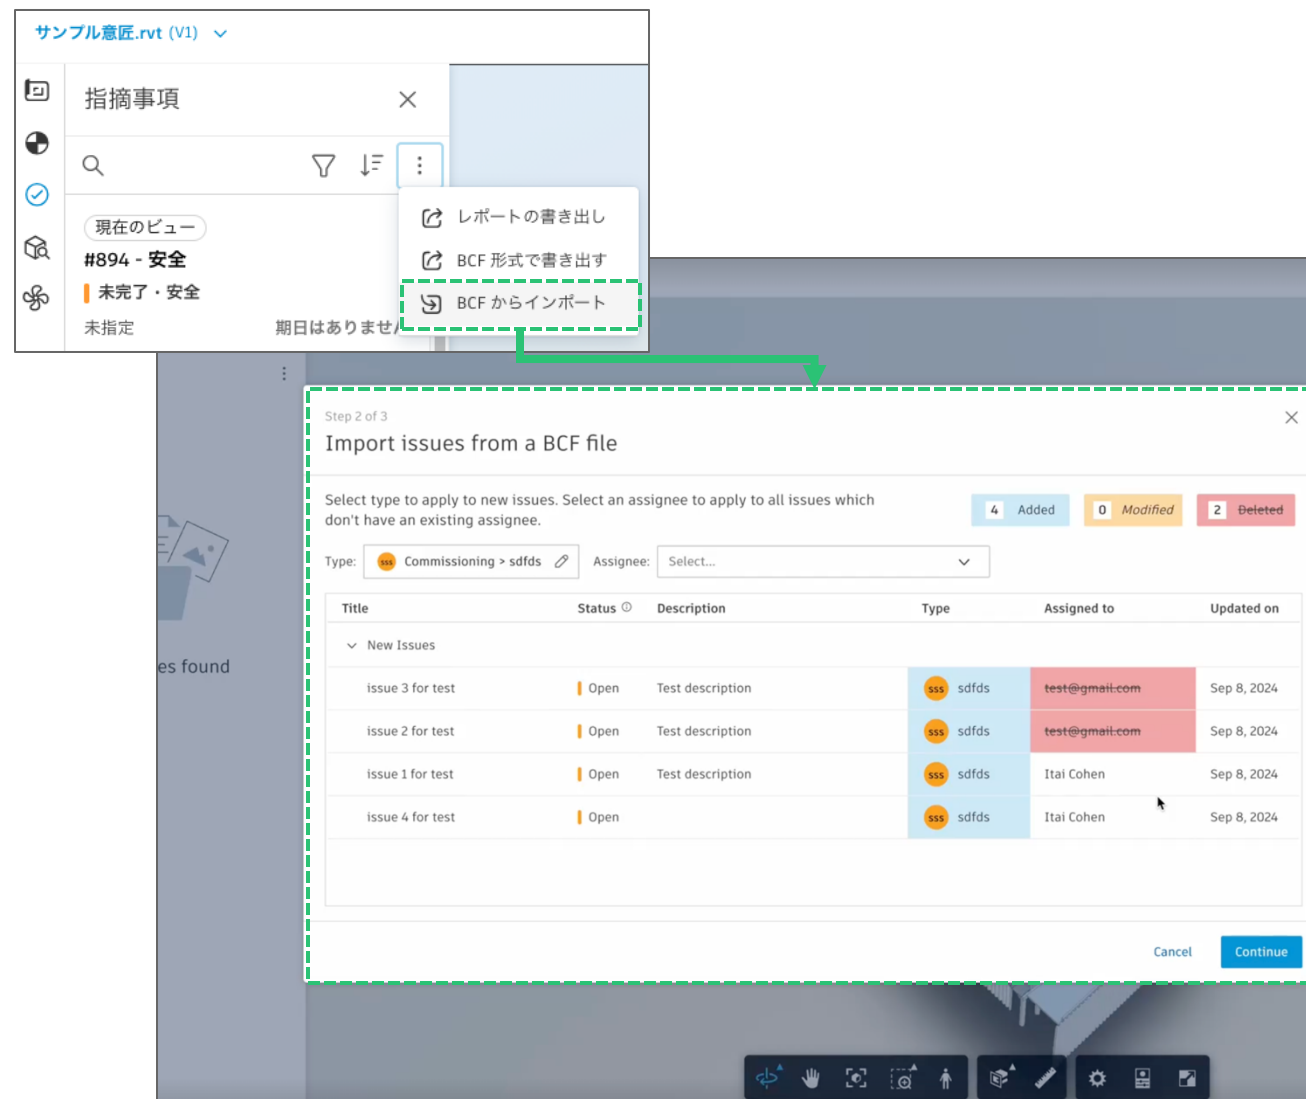 サンプル意匠.rvt (V1)
指摘事項
現在のビュー
#894 - 安全
未完了・安全
未指定
期日はありませ
レポートの書き出し
BCF 形式で書き出す
BCF からインポート
es found
Step 2 of 3
Import issues from a BCF file
Select type to apply to new issues. Select an assignee to apply to all issues which
don't have an existing assignee.
4 Added
0 Modified
2 Deleted
Type: sss Commissioning > sdfds
Assignee: Select...
Title Status Description Type Assigned to Updated on
New Issues
issue 3 for test Open Test description sss sdfds test@gmail.com Sep 8, 2024
issue 2 for test Open Test description sss sdfds test@gmail.com Sep 8, 2024
issue 1 for test Open Test description sss sdfds Itai Cohen Sep 8, 2024
issue 4 for test Open sss sdfds Itai Cohen Sep 8, 2024
Cancel Continue